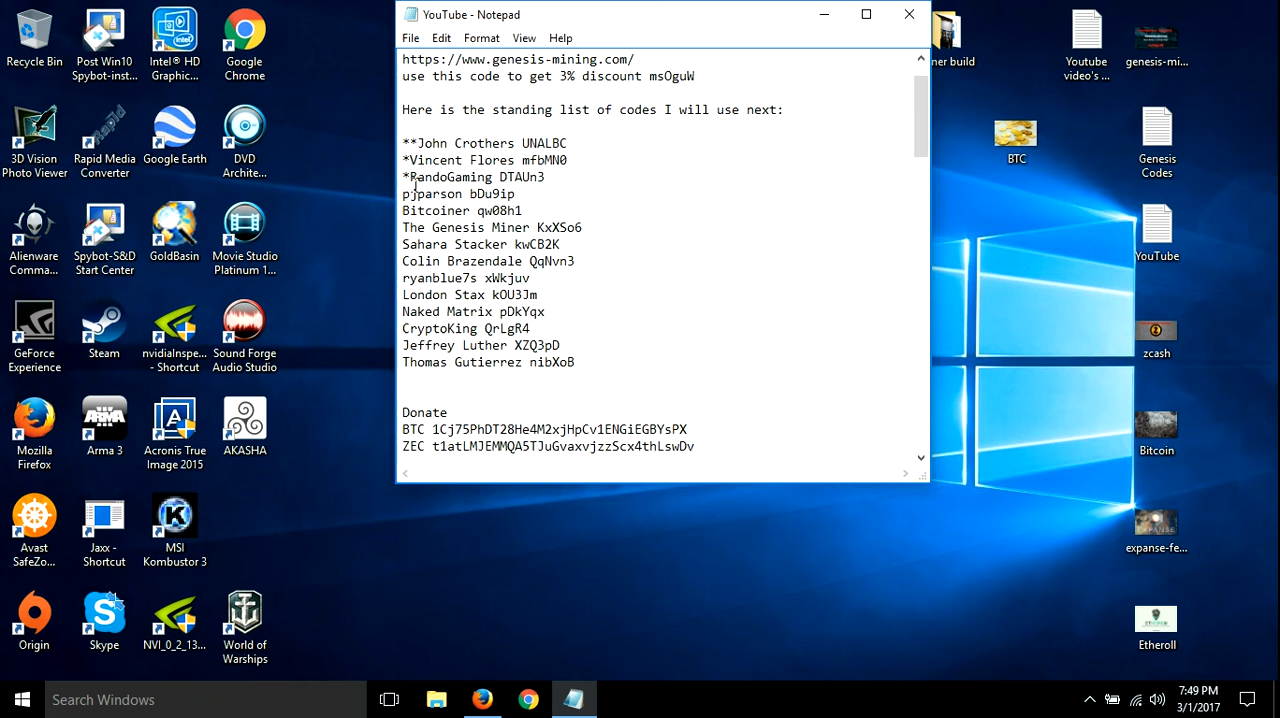 YouTube - Notepad
File Edit Format View Help
https://www.genesis-mining.com/
use this code to get 3% discount msOguW
Here is the standing list of codes I will use next:
**John Crothers UNALBC
*Vincent Flores mfbMN0
*RandoGaming DTAUn3
pjparson bDu9ip
Bitcoiner qw08h1
The Genesis Miner KxXSo6
Sahara Stacker kwCB2K
Colin Brazendale QqNvn3
ryanblue7s xWkjuv
London Stax kOU3Jm
Naked Matrix pDkYqx
CryptoKing QrLgR4
Jeffrey Luther XZQ3pD
Thomas Gutierrez nibXoB
Donate
BTC 1Cj75PhDT28He4M2xjHpCv1ENGiEGBYsPX
ZEC t1atLMJEMMQA5TJuGvaxvjzzScx4thLswDv
Recycle Bin
Post Win10
Spybot-inst...
Intel® HD
Graphic...
Google
Chrome
3D Vision
Photo Viewer
Rapid Media
Converter
Google Earth
DVD
Archite...
Alienware
Comma...
Spybot-S&D
Start Center
GoldBasin
Movie Studio
Platinum 1...
GeForce
Experience
Steam
nvidiaInspe...
- Shortcut
Sound Forge
Audio Studio
Mozilla
Firefox
Arma 3
Acronis True
Image 2015
AKASHA
Avast
SafeZo...
Jaxx -
Shortcut
MSI
Kombustor 3
Origin
Skype
NVI_0_2_13...
World of
Warships
ner build
Youtube
video's ...
genesis-mi...
BTC
Genesis
Codes
YouTube
zcash
Bitcoin
expanse-fe...
Etheroll
Search Windows
7:49 PM
3/1/2017